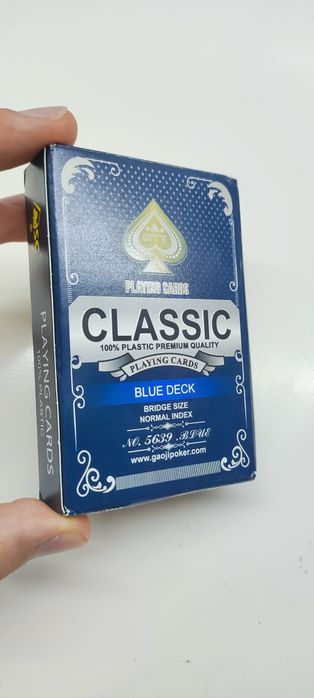 PLAYING CARDS
CLASSIC
100% PLASTIC PREMIUM QUALITY
PLAYING CARDS
BLUE DECK
BRIDGE SIZE
NORMAL INDEX
NO. 5639 .BLUE
www.gaojipoker.com
PLAYING CARDS
100% PLASTIC